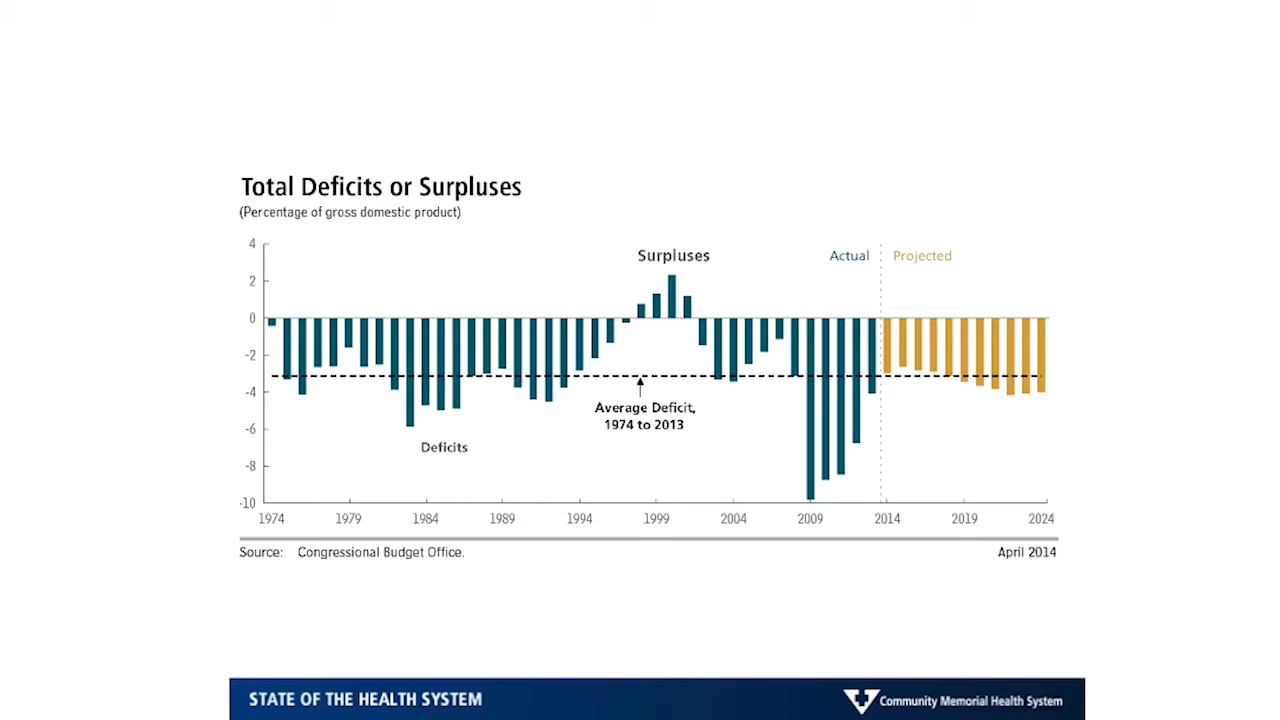 Total Deficits or Surpluses
(Percentage of gross domestic product)
4
Surpluses
Actual
Projected
2
0
-2
-4
Average Deficit,
1974 to 2013
-6
Deficits
-8
-10
1974 1979 1984 1989 1994 1999 2004 2009 2014 2019 2024
Source: Congressional Budget Office. April 2014
STATE OF THE HEALTH SYSTEM
Community Memorial Health System